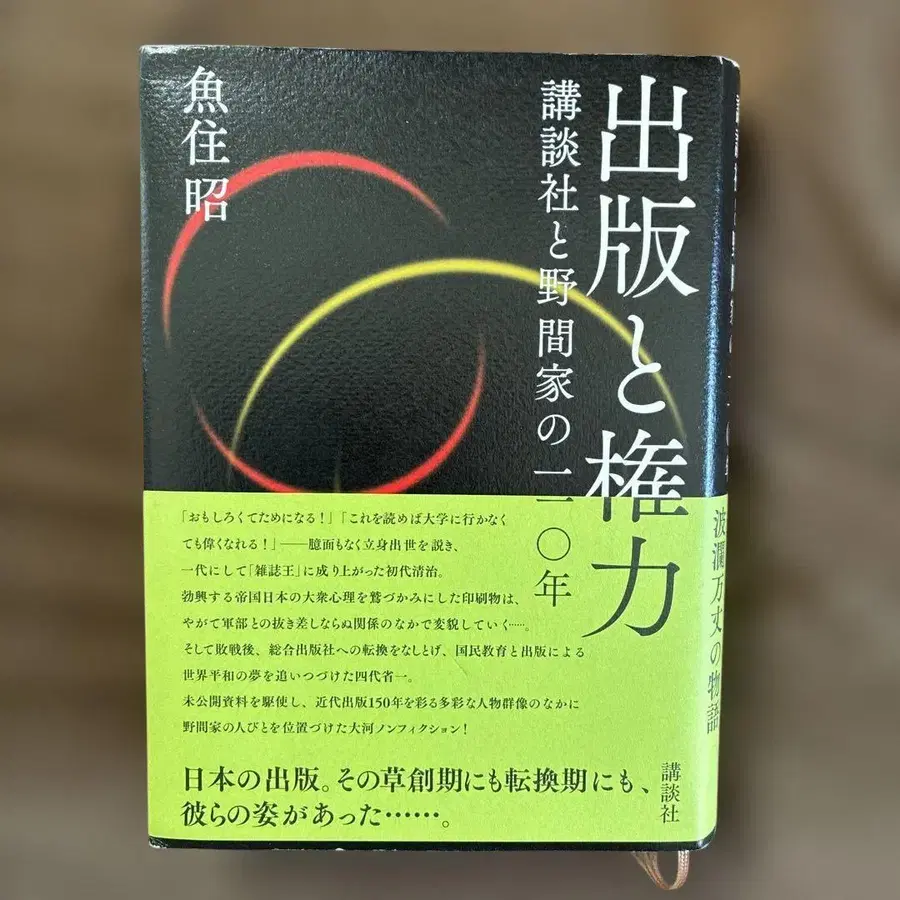 出版と権力
講談社と野間家の一一〇年
魚住昭
「おもしろくてためになる!」「これを読めば大学に行かなく
ても偉くなれる!」――臆面もなく立身出世を説き、
一代にして「雑誌王」に成り上がった初代清治。
勃興する帝国日本の大衆心理を鷲づかみにした印刷物は、
やがて軍部との抜き差しならぬ関係のなかで変貌していく……。
そして敗戦後、総合出版社への転換をなしとげ、国民教育と出版による
世界平和の夢を追いつづけた四代省一。
未公開資料を駆使し、近代出版150年を彩る多彩な人物群像のなかに
野間家の人びとを位置づけた大河ノンフィクション!
日本の出版。その草創期にも転換期にも、
彼らの姿があった……。
講談社
波瀾万丈の物語